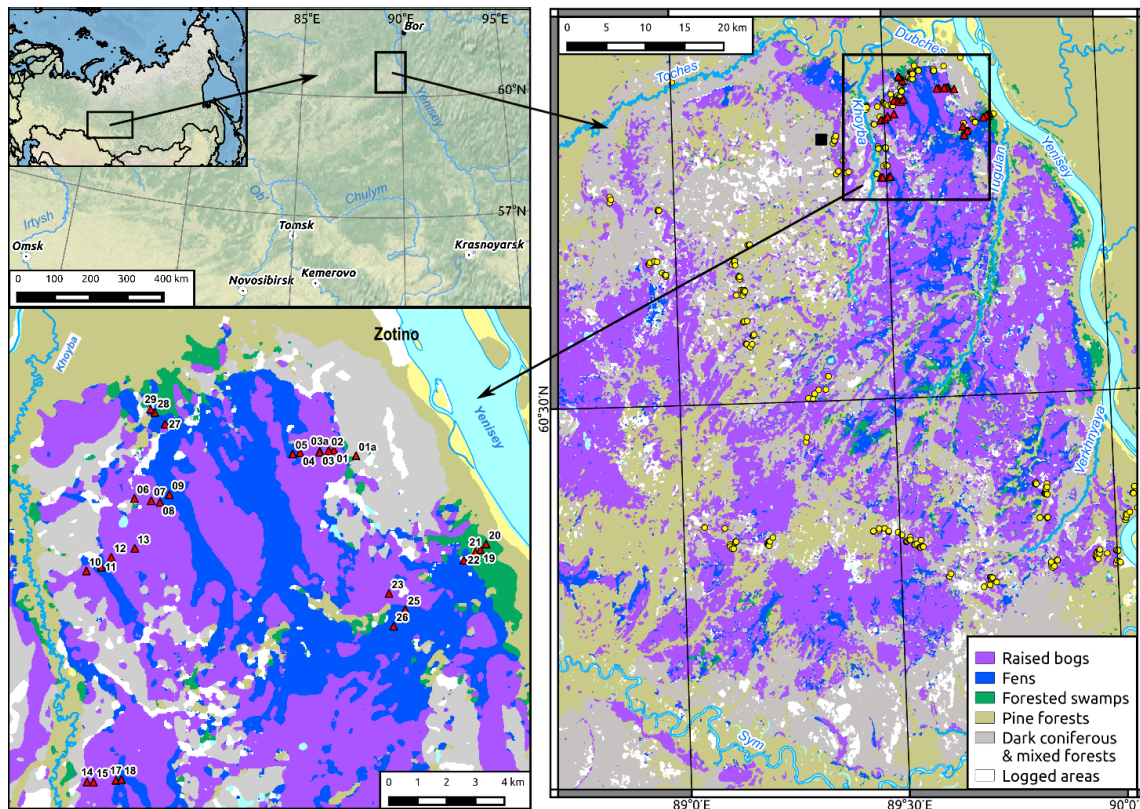 85°E
90°E
95°E
Bor
60°N
Yenisey
57°N
Ob
Chulym
Irtysh
Tomsk
Omsk
Krasnoyarsk
Kemerovo
Novosibirsk
0 100 200 300 400 km
0 5 10 15 20 km
Dubches
Toches
Khoyba
Yenisey
Tugulan
60°30'N
Verkhovaya
Sym
Raised bogs
Fens
Forested swamps
Pine forests
Dark coniferous
& mixed forests
Logged areas
89°0'E
89°30'E
Khoyba
Zotino
Yenisey
29
28
27
05
03a
02
01a
04
03
01
06
07
09
08
13
12
10
11
20
21
19
22
23
25
26
14
15
17
18
0 1 2 3 4 km